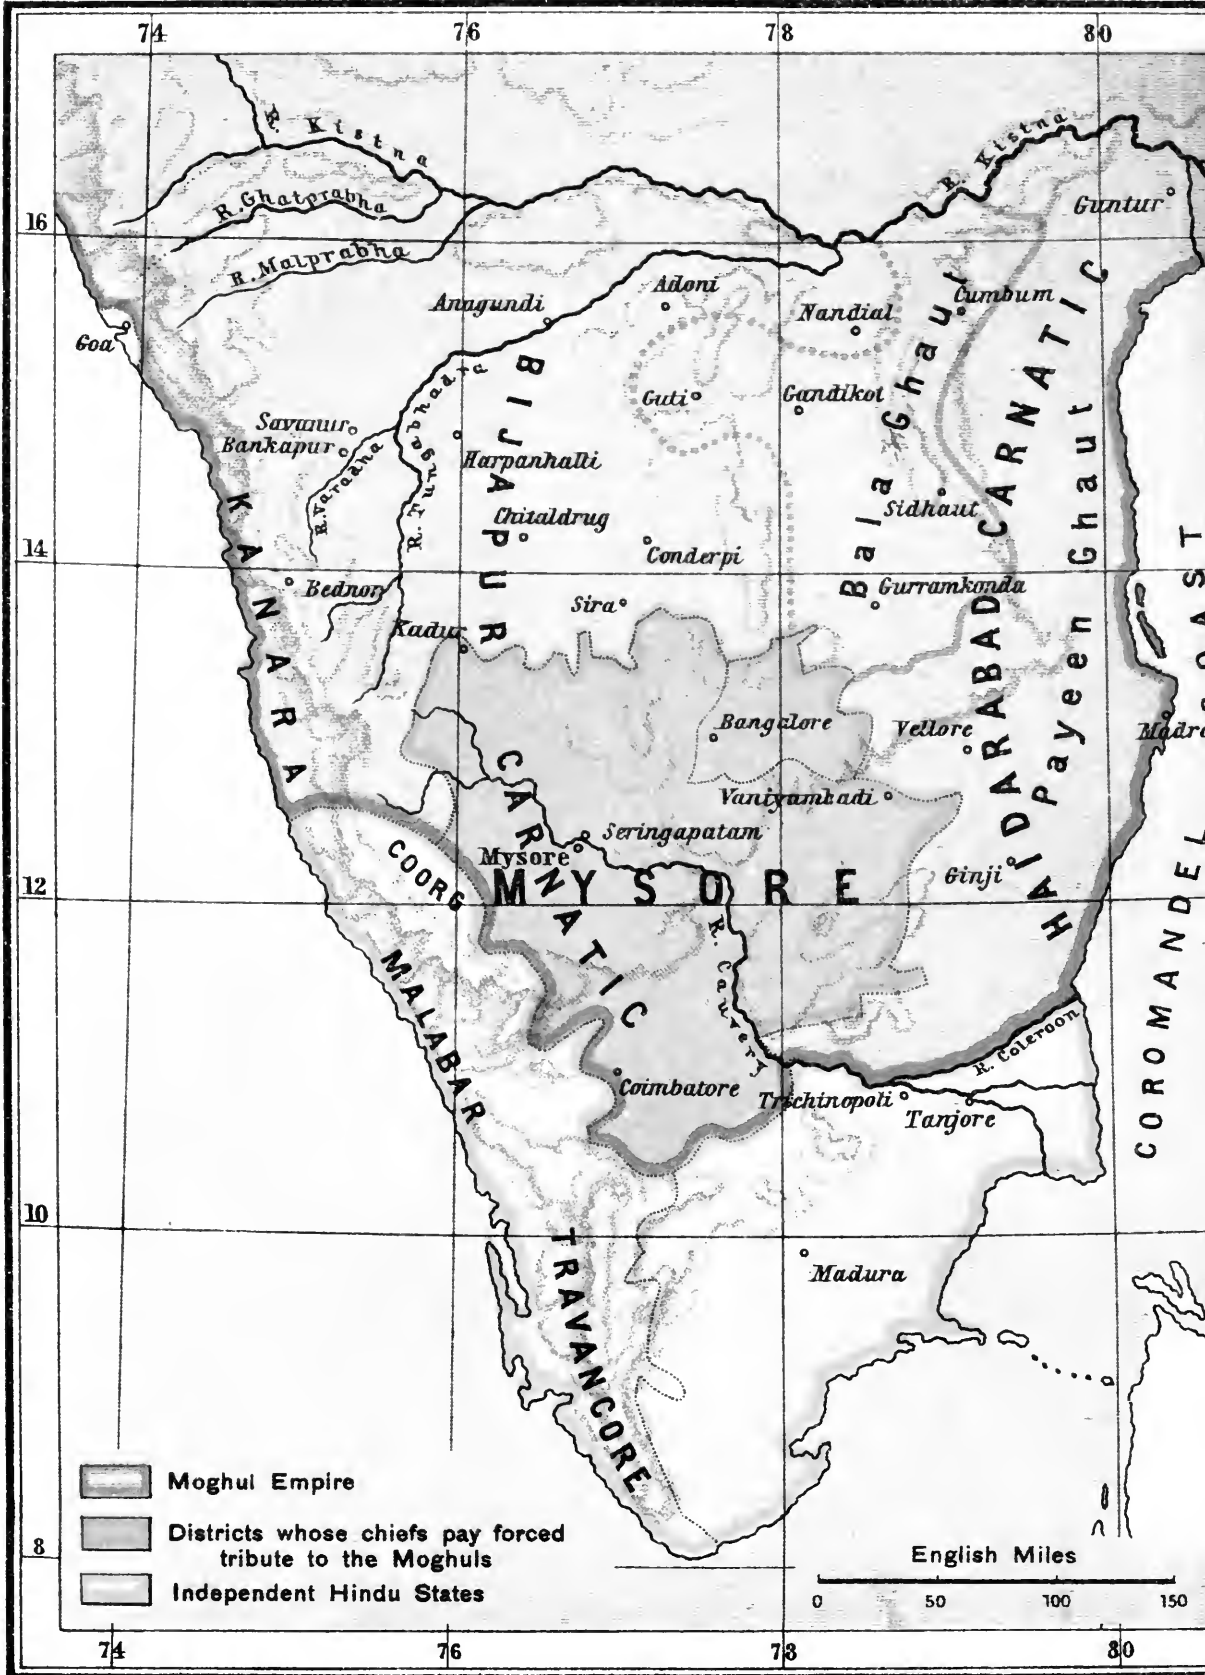 74 76 78 80
R. Kistna
R. Kistna
R. Ghatprabha
Guntur
16
R. Malprabha
Adoni
Cumbum
Anagundi
Nandial
Goa
BIJAPUR
Bala Ghaut
HAIDARABAD CARNATIC
Payeen Ghaut
Guti
Gandikot
R. Tungabhadra
Savanur
Bankapur
R. Varadha
Harpanhalli
KANARA
Sidhaut
Chitaldrug
14
Conderpi
Bednor
Gurramkonda
Sira
Kadur
Bangalore
Vellore
Madra
CARNATIC
Vaniyambadi
Seringapatam
Mysore
COORG
Ginji
12
MYSORE
R. Cauvery
MALABAR
COROMANDEL COAST
R. Coleroon
Coimbatore
Trichinopoli
Tanjore
10
TRAVANCORE
Madura
Moghul Empire
Districts whose chiefs pay forced
tribute to the Moghuls
8
Independent Hindu States
English Miles
0 50 100 150
74 76 78 80